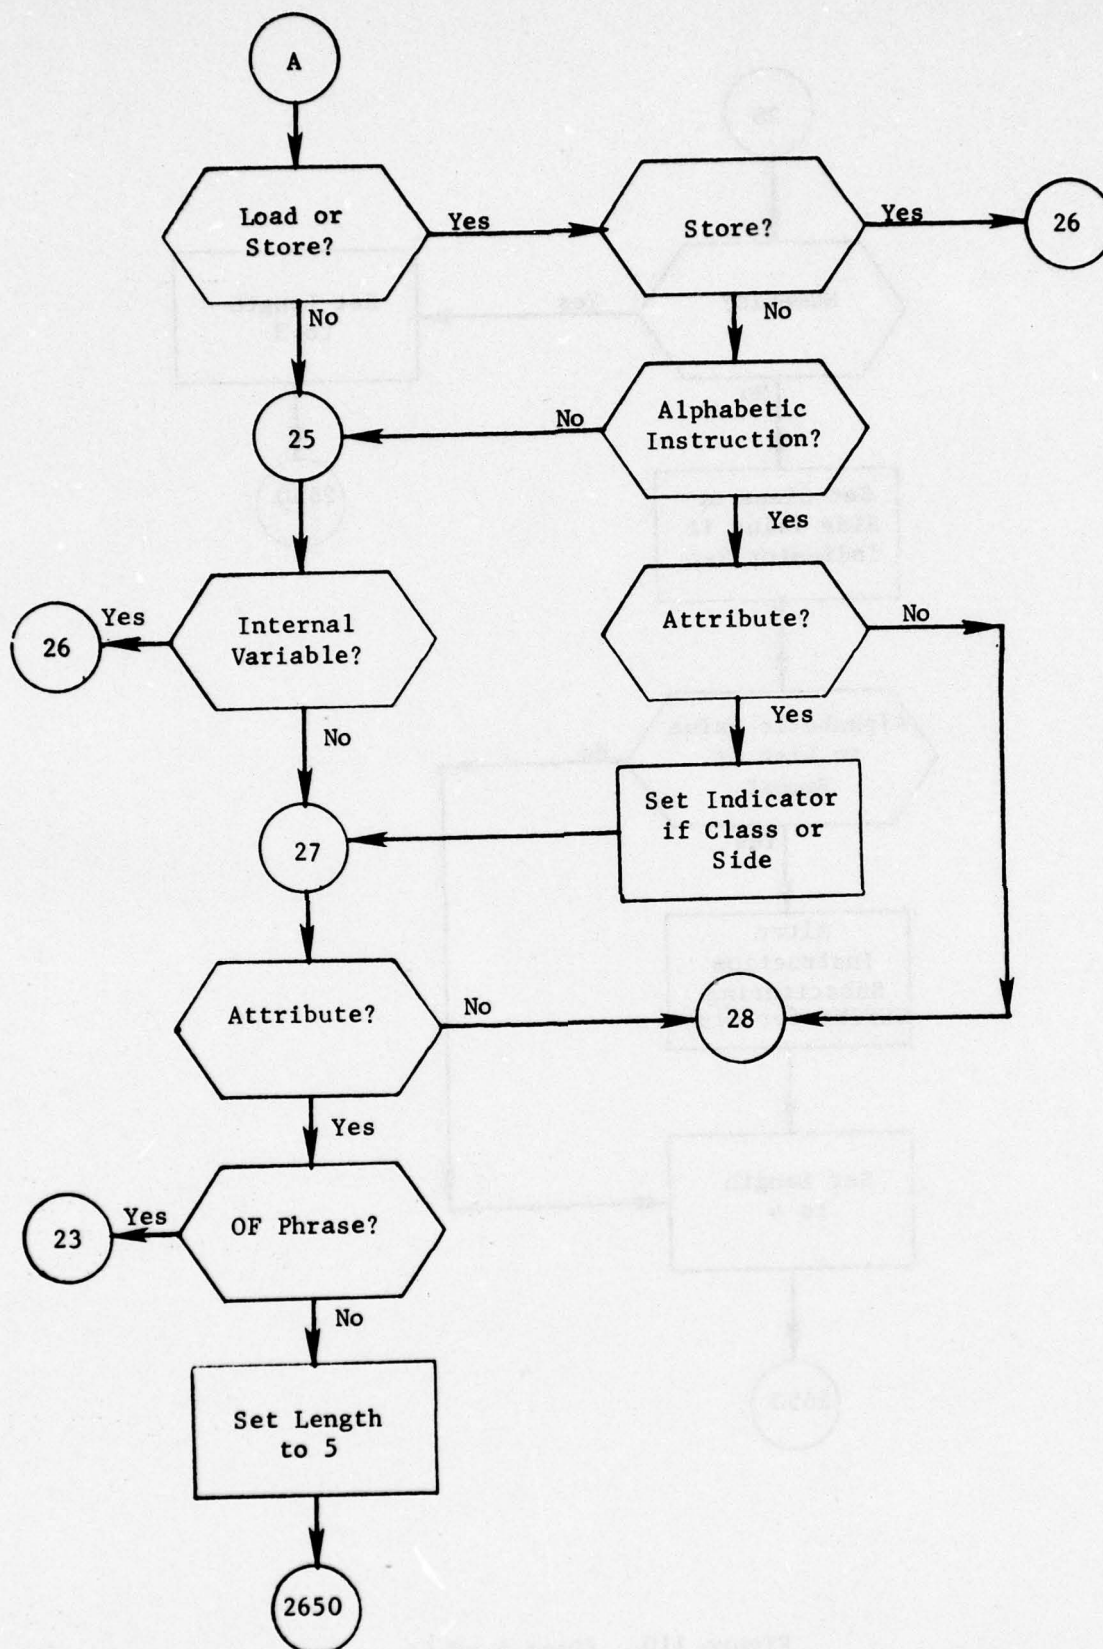 A
Load or
Store?
Yes
Store?
Yes
26
No
No
Alphabetic
Instruction?
No
25
Yes
Internal
Variable?
Yes
26
Attribute?
No
No
Yes
Set Indicator
if Class or
Side
27
Attribute?
No
28
Yes
OF Phrase?
Yes
23
No
Set Length
to 5
2650